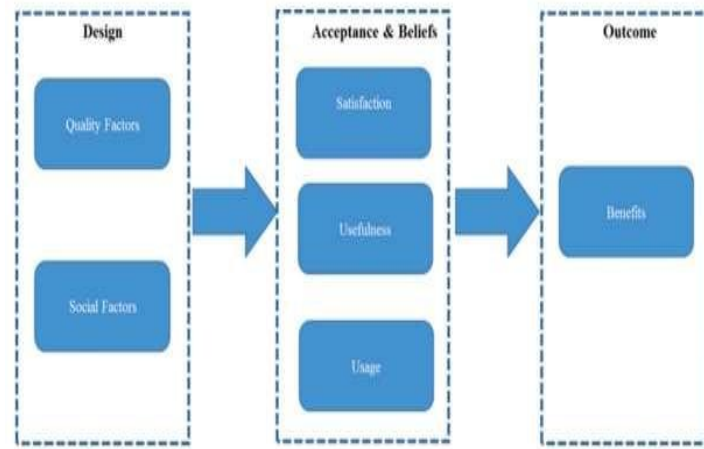 Design
Quality Factors
Social Factors
Acceptance & Beliefs
Satisfaction
Usefulness
Usage
Outcome
Benefits